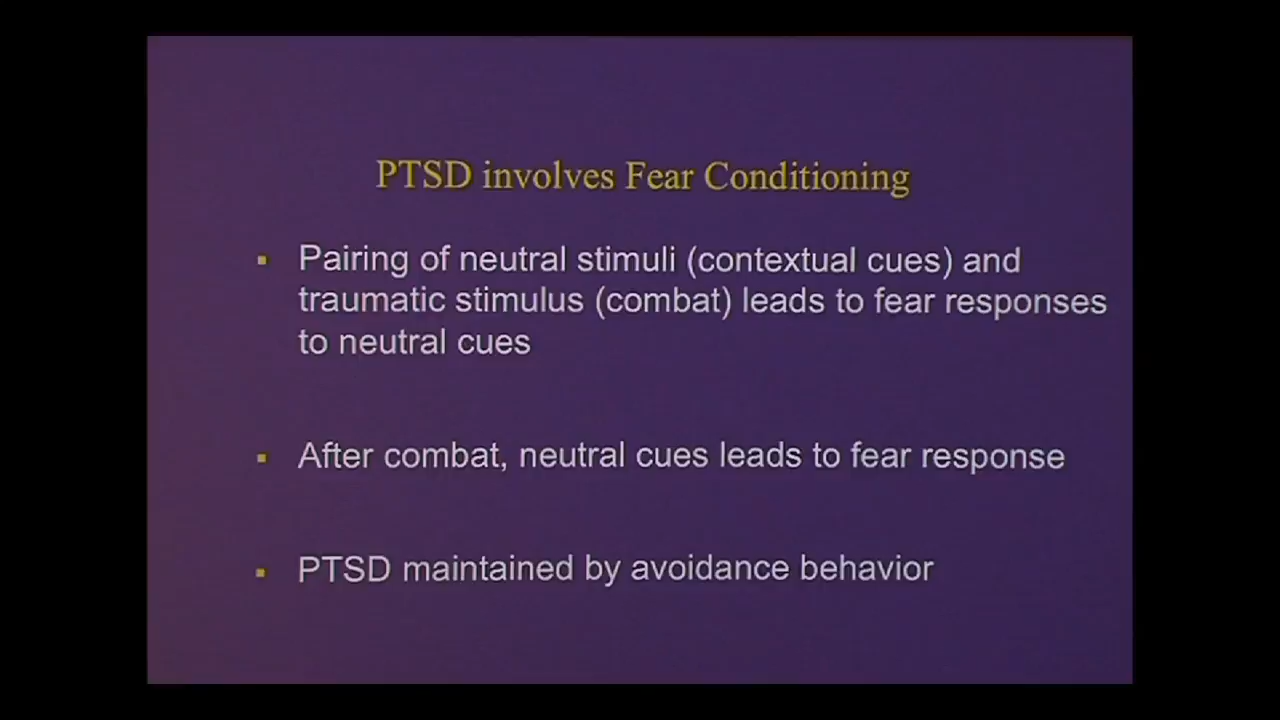 PTSD involves Fear Conditioning
▪ Pairing of neutral stimuli (contextual cues) and
traumatic stimulus (combat) leads to fear responses
to neutral cues
▪ After combat, neutral cues leads to fear response
▪ PTSD maintained by avoidance behavior